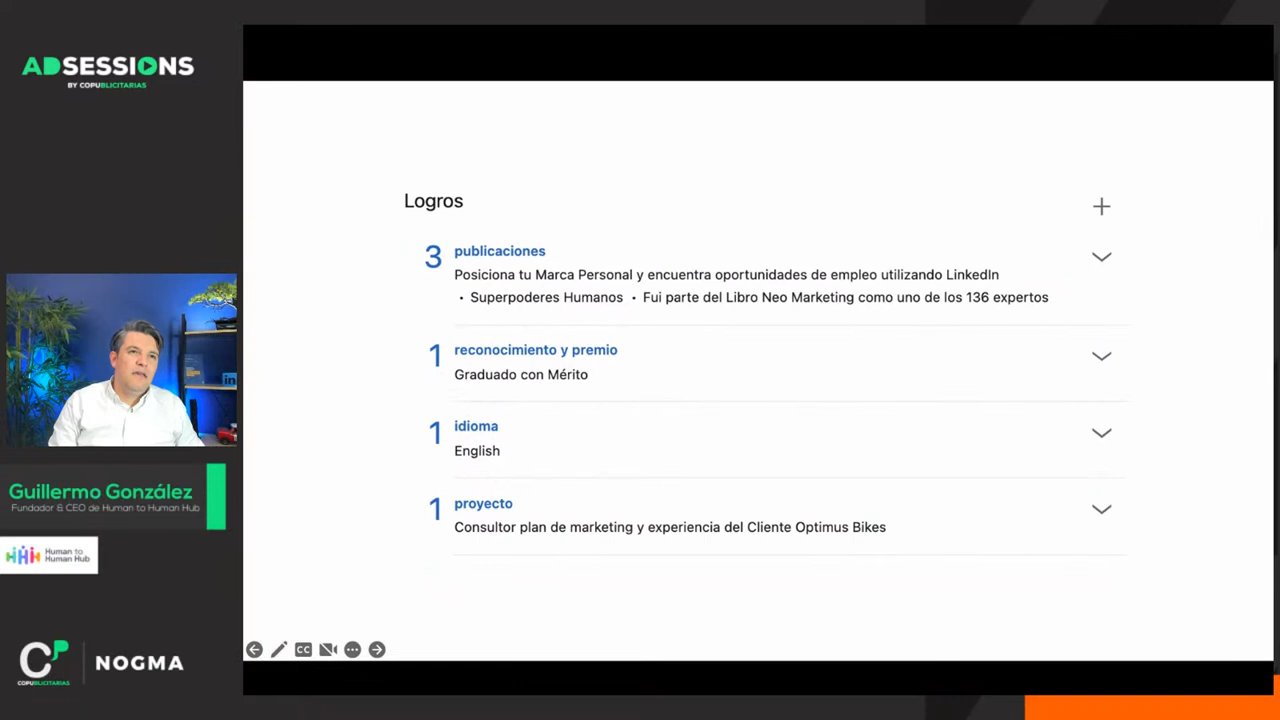 ADSESSIONS
BY COPUBLICITARIAS
Logros
3 publicaciones
Posiciona tu Marca Personal y encuentra oportunidades de empleo utilizando LinkedIn
• Superpoderes Humanos • Fui parte del Libro Neo Marketing como uno de los 136 expertos
1 reconocimiento y premio
Graduado con Mérito
1 idioma
English
1 proyecto
Consultor plan de marketing y experiencia del Cliente Optimus Bikes
in
Guillermo González
Fundador & CEO de Human to Human Hub
Human to
Human Hub
CC
CP
COPUBLICITARIAS
NOGMA